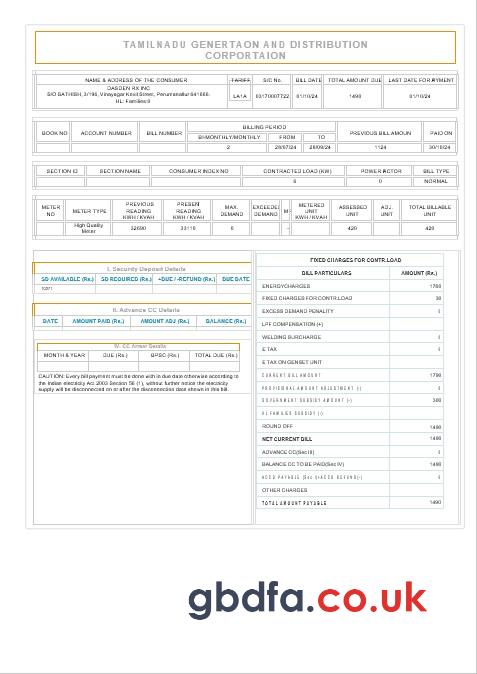 TAMILNADU GENERTAON AND DISTRIBUTION
CORPORTAION
NAME & ADDRESS OF THE CONSUMER TARIFF S/C No. BILL DATE TOTAL AMOUNT DUE LAST DATE FOR PAYMENT
DASDEN RX INC
S/O SATHISH, 3/196, Vinayagar Kovil Street, Perumanallur 641666.
HL: Families:0
LA1A 03170007722 01/10/24 1490 01/10/24
BOOK NO ACCOUNT NUMBER BILL NUMBER BILLING PERIOD PREVIOUS BILL AMOUN PAID ON
BI-MONTHLY/MONTHLY FROM TO
2 28/07/24 28/09/24 1124 30/10/24
SECTION ID SECTION NAME CONSUMER INDEX NO CONTRACTED LOAD (KW) POWER FACTOR BILL TYPE
6 0 NORMAL
METER NO METER TYPE PREVIOUS READING KWH / KVAH PRESENT READING KWH / KVAH MAX. DEMAND EXCEEDED DEMAND MF METERED UNIT KWH / KVAH ASSESSED UNIT ADJ. UNIT TOTAL BILLABLE UNIT
High Quality Meter 32690 33110 6 420 420
I. Security Deposit Details
SD AVAILABLE (Rs.) SD REQUIRED (Rs.) +DUE / -REFUND (Rs.) DUE DATE
II. Advance CC Details
DATE AMOUNT PAID (Rs.) AMOUNT ADJ (Rs.) BALANCE (Rs.)
IV. CC Arrear Details
MONTH & YEAR DUE (Rs.) BPSC (Rs.) TOTAL DUE (Rs.)
CAUTION: Every bill payment must be done with in due date otherwise according to
the Indian electricity Act 2003 Section 56 (1), without further notice the electricity
supply will be disconnected on or after the disconnection date shown in this bill.
FIXED CHARGES FOR CONTR.LOAD
BILL PARTICULARS AMOUNT (Rs.)
ENERGYCHARGES 1760
FIXED CHARGES FOR CONTR.LOAD 30
EXCESS DEMAND PENALITY 0
LPF COMPENSATION (+)
WELDING SURCHARGE 0
E TAX 0
E TAX ON GENSET UNIT
CURRENT BILL AMOUNT 1790
PROVISIONAL AMOUNT ADJUSTMENT (-) 0
GOVERNMENT SUBSIDY AMOUNT (-) 300
HL FAMILIES SUBSIDY (-)
ROUND OFF 1490
NET CURRENT BILL 1490
ADVANCE CC(Sec III) 0
BALANCE CC TO BE PAID(Sec IV) 1490
ACCD PAYABLE (Sec I)+ACCD REFUND(-) 0
OTHER CHARGES
TOTAL AMOUNT PAYABLE 1490
gbdfa.co.uk